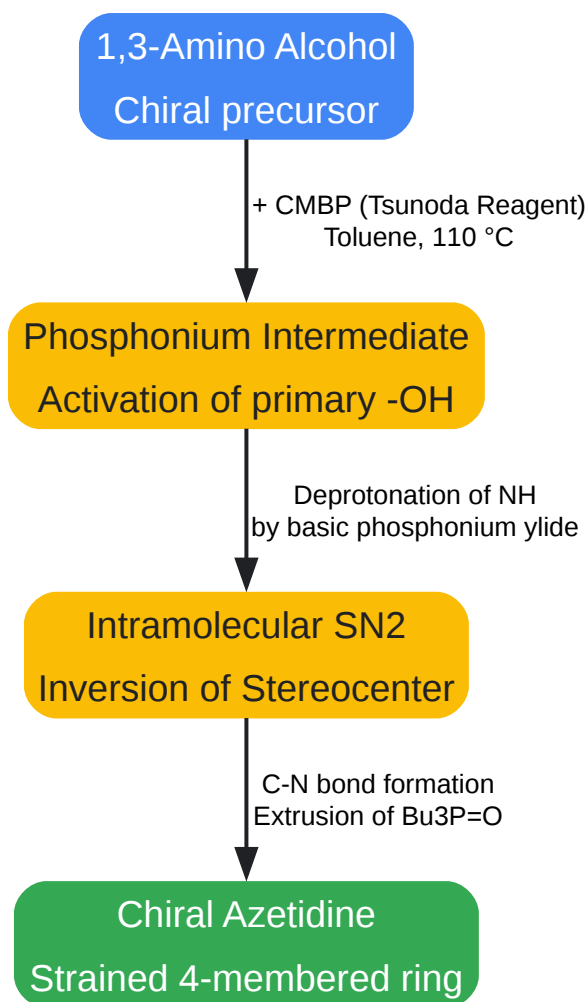 1,3-Amino Alcohol
Chiral precursor
+ CMBP (Tsunoda Reagent)
Toluene, 110 °C
Phosphonium Intermediate
Activation of primary -OH
Deprotonation of NH
by basic phosphonium ylide
Intramolecular SN2
Inversion of Stereocenter
C-N bond formation
Extrusion of Bu3P=O
Chiral Azetidine
Strained 4-membered ring